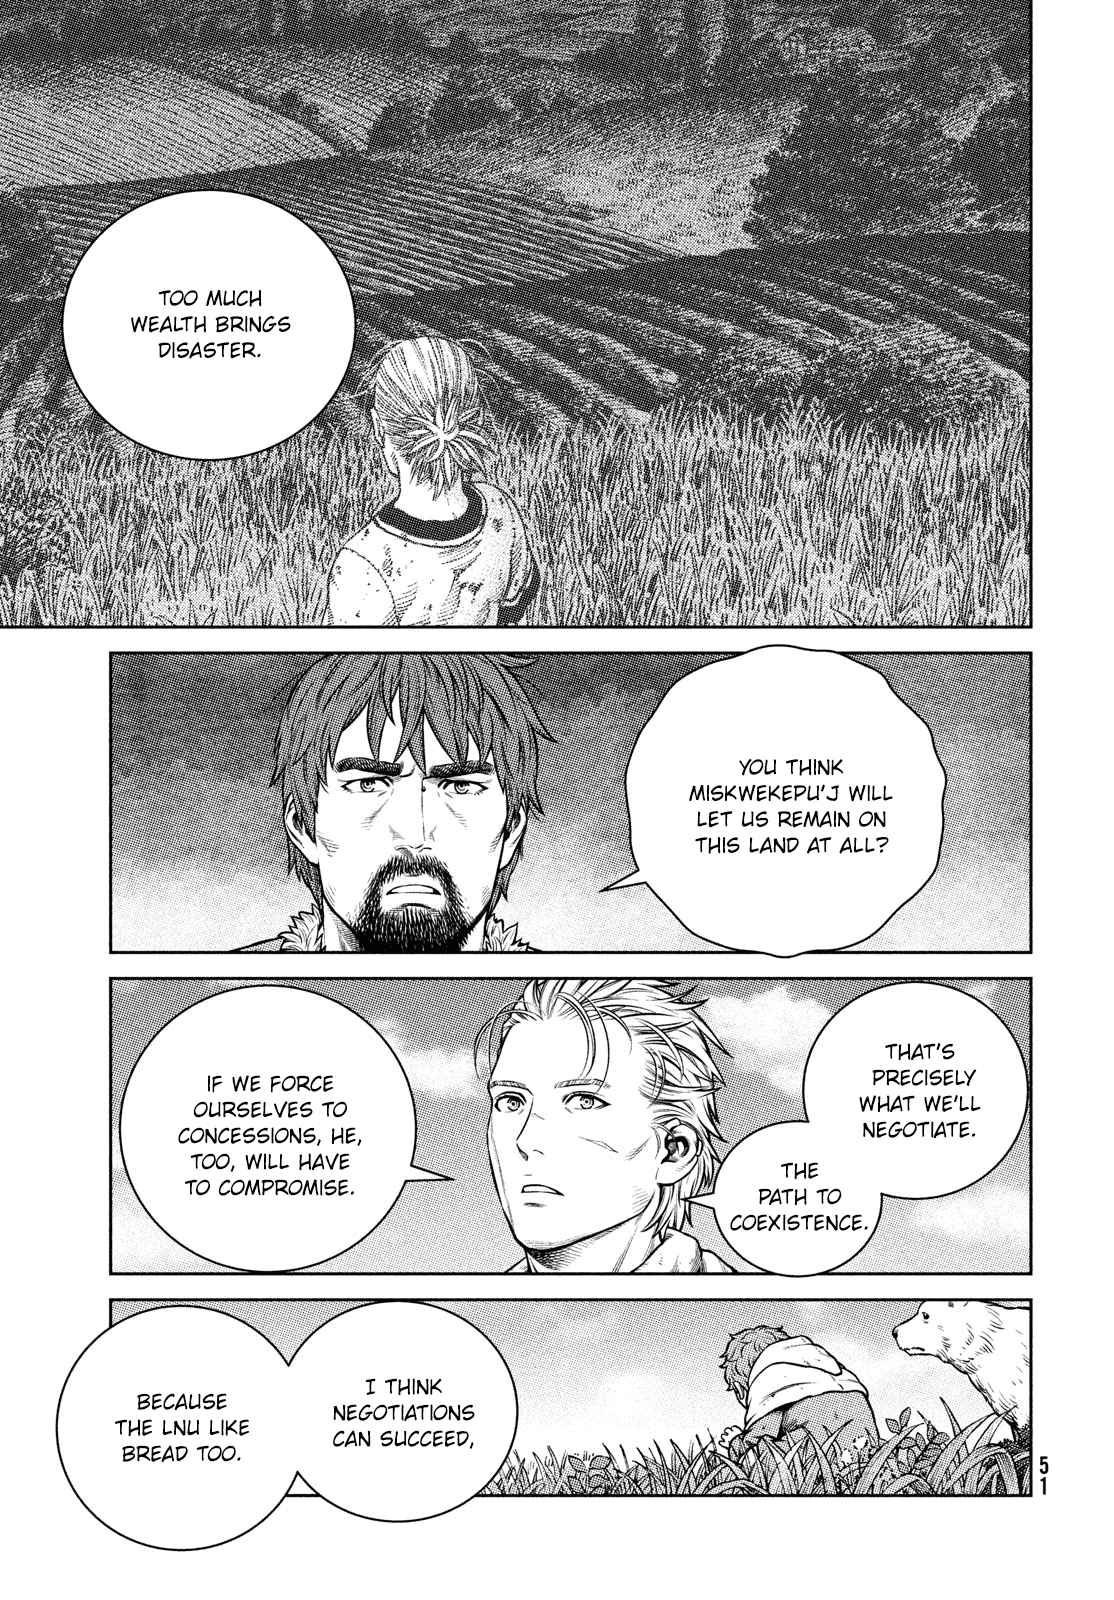 TOO MUCH
WEALTH BRINGS
DISASTER.
YOU THINK
MISKWEKEPU'J WILL
LET US REMAIN ON
THIS LAND AT ALL?
THAT'S
PRECISELY
WHAT WE'LL
NEGOTIATE.
THE
PATH TO
COEXISTENCE.
IF WE FORCE
OURSELVES TO
CONCESSIONS, HE,
TOO, WILL HAVE
TO COMPROMISE.
I THINK
NEGOTIATIONS
CAN SUCCEED,
BECAUSE
THE LNU LIKE
BREAD TOO.
51